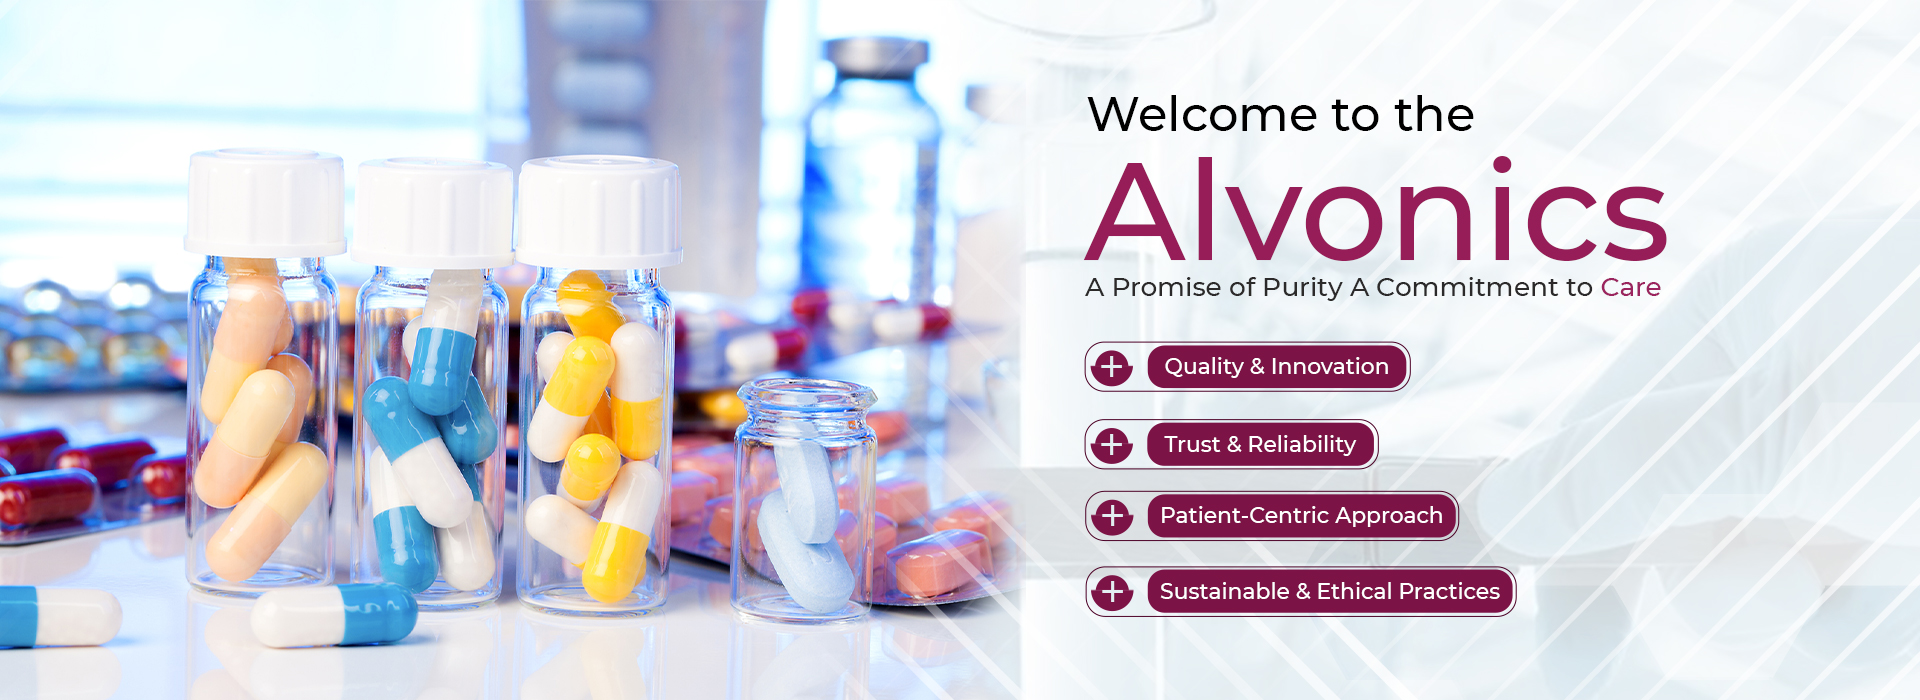 Welcome to the
Alvonics
A Promise of Purity A Commitment to Care
Quality & Innovation
Trust & Reliability
Patient-Centric Approach
Sustainable & Ethical Practices